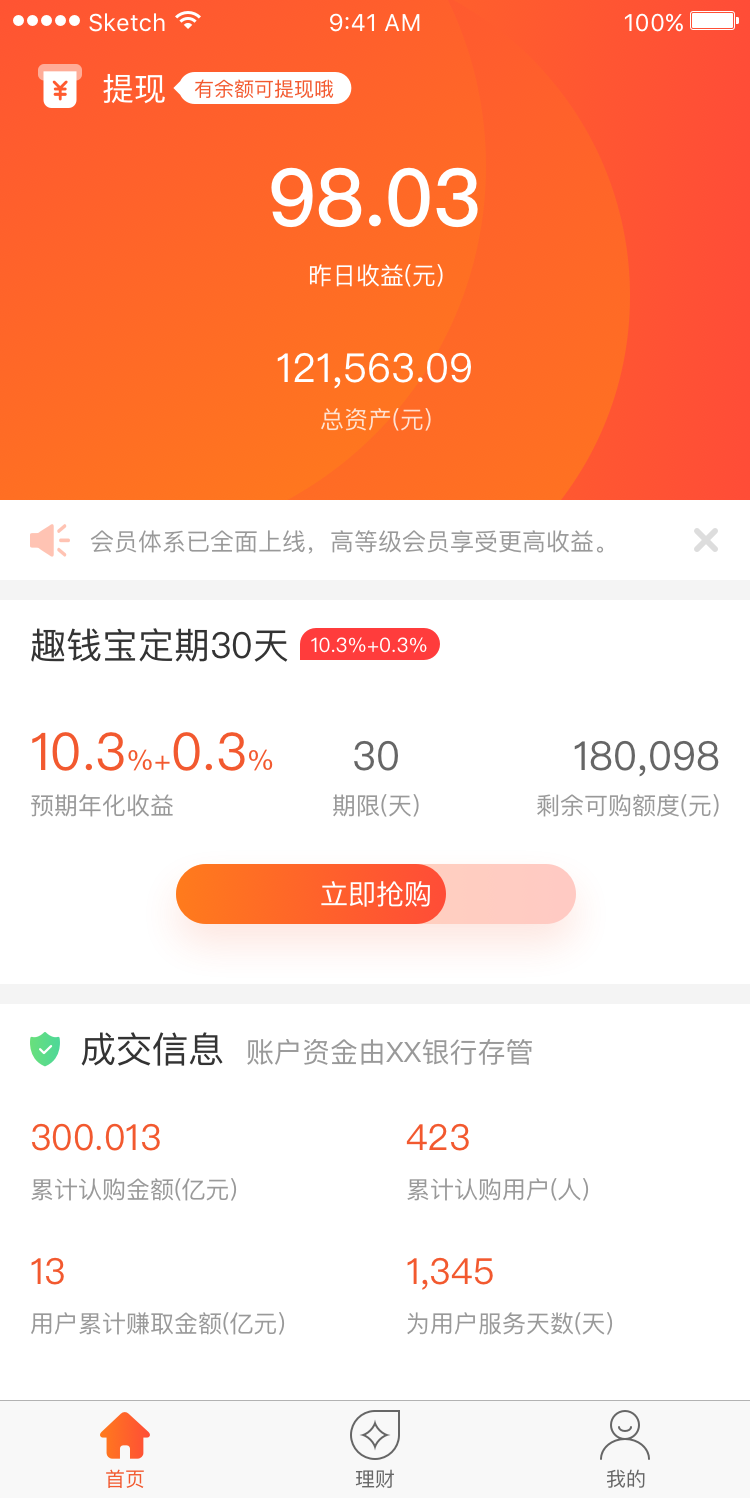 Sketch 9:41 AM 100%
¥ 提现 有余额可提现哦
98.03
昨日收益(元)
121,563.09
总资产(元)
会员体系已全面上线，高等级会员享受更高收益。
趣钱宝定期30天 10.3%+0.3%
10.3%+0.3% 30 180,098
预期年化收益 期限(天) 剩余可购额度(元)
立即抢购
成交信息 账户资金由XX银行存管
300.013 423
累计认购金额(亿元) 累计认购用户(人)
13 1,345
用户累计赚取金额(亿元) 为用户服务天数(天)
首页 理财 我的